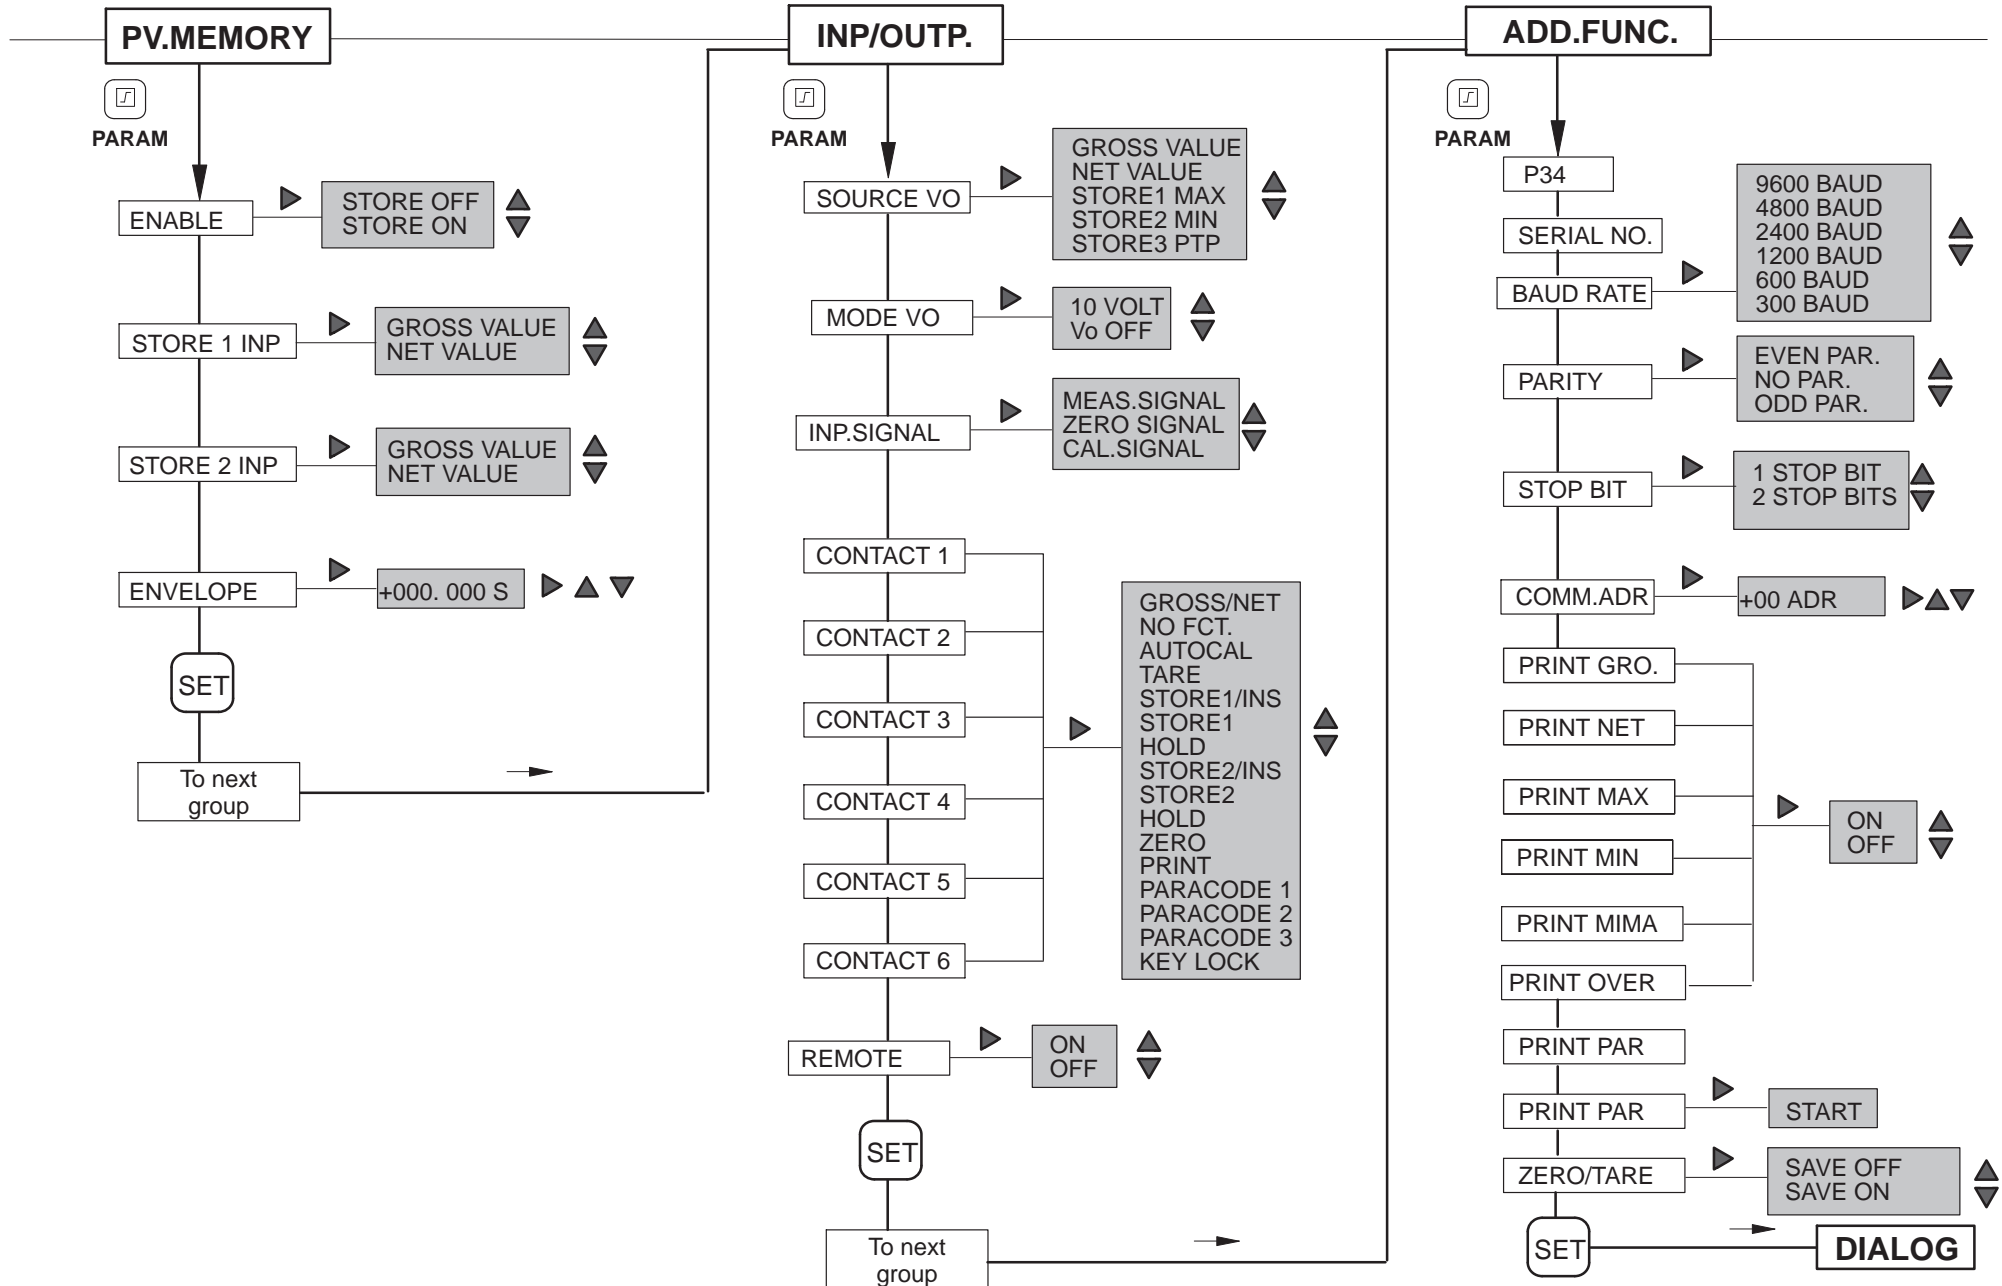 PV.MEMORY
PARAM
ENABLE
STORE OFF
STORE ON
STORE 1 INP
GROSS VALUE
NET VALUE
STORE 2 INP
GROSS VALUE
NET VALUE
ENVELOPE
+000. 000 S
SET
To next
group
INP/OUTP.
PARAM
SOURCE VO
GROSS VALUE
NET VALUE
STORE1 MAX
STORE2 MIN
STORE3 PTP
MODE VO
10 VOLT
Vo OFF
INP.SIGNAL
MEAS.SIGNAL
ZERO SIGNAL
CAL.SIGNAL
CONTACT 1
CONTACT 2
CONTACT 3
CONTACT 4
CONTACT 5
CONTACT 6
GROSS/NET
NO FCT.
AUTOCAL
TARE
STORE1/INS
STORE1
HOLD
STORE2/INS
STORE2
HOLD
ZERO
PRINT
PARACODE 1
PARACODE 2
PARACODE 3
KEY LOCK
REMOTE
ON
OFF
SET
To next
group
ADD.FUNC.
PARAM
P34
SERIAL NO.
BAUD RATE
9600 BAUD
4800 BAUD
2400 BAUD
1200 BAUD
600 BAUD
300 BAUD
PARITY
EVEN PAR.
NO PAR.
ODD PAR.
STOP BIT
1 STOP BIT
2 STOP BITS
COMM.ADR
+00 ADR
PRINT GRO.
PRINT NET
PRINT MAX
PRINT MIN
PRINT MIMA
PRINT OVER
ON
OFF
PRINT PAR
PRINT PAR
START
ZERO/TARE
SAVE OFF
SAVE ON
SET
DIALOG